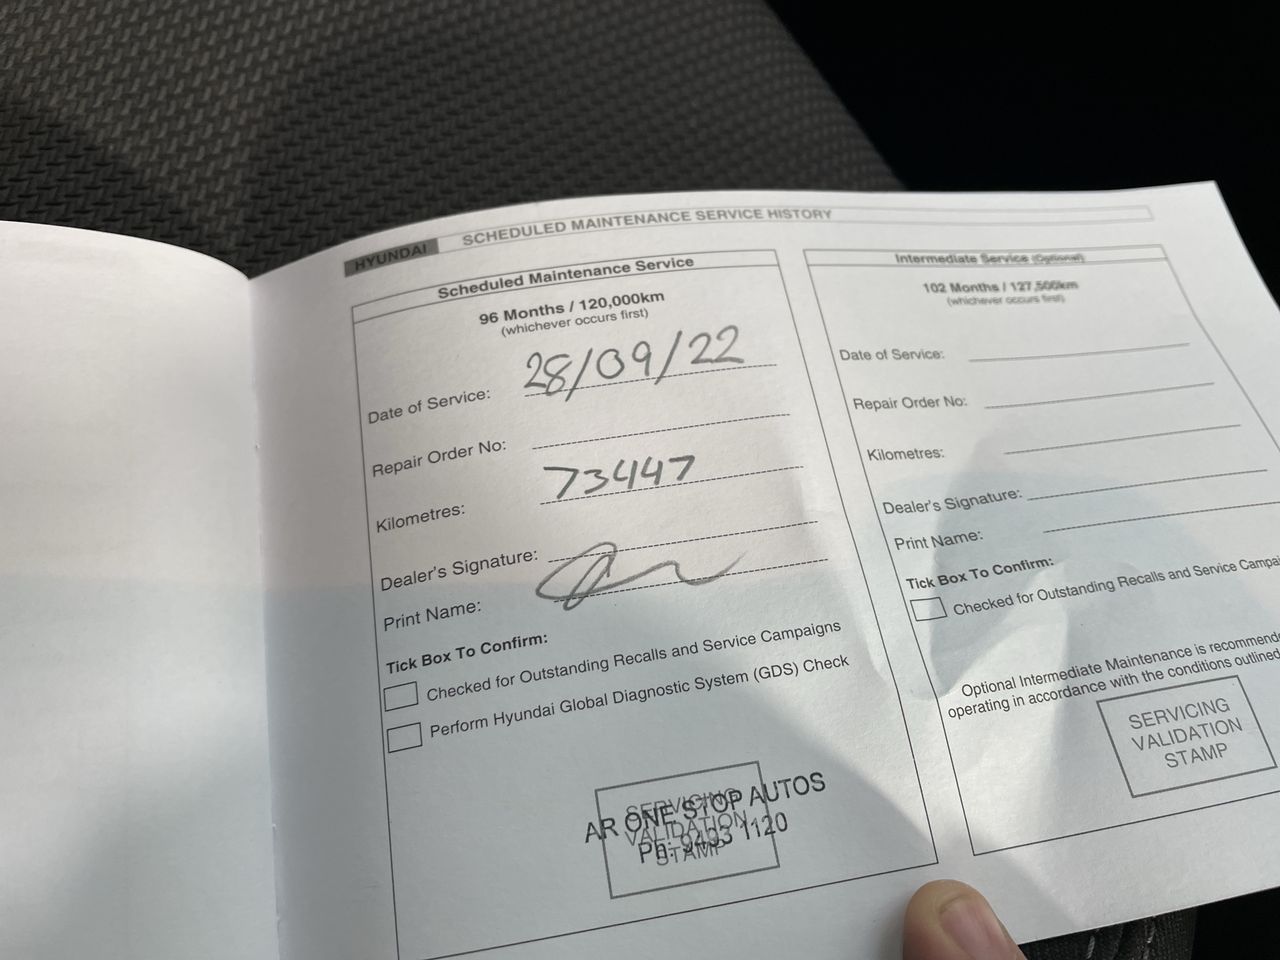 HYUNDAI SCHEDULED MAINTENANCE SERVICE HISTORY
Scheduled Maintenance Service
96 Months / 120,000km
(whichever occurs first)
Date of Service: 28/09/22
Repair Order No:
Kilometres: 73447
Dealer's Signature:
Print Name:
Tick Box To Confirm:
Checked for Outstanding Recalls and Service Campaigns
Perform Hyundai Global Diagnostic System (GDS) Check
SERVICING
VALIDATION
STAMP
AR ONE STOP AUTOS
Ph: 9493 1120
Intermediate Service (Optional)
102 Months / 127,500km
(whichever occurs first)
Date of Service:
Repair Order No:
Kilometres:
Dealer's Signature:
Print Name:
Tick Box To Confirm:
Checked for Outstanding Recalls and Service Campai
Optional Intermediate Maintenance is recommende
operating in accordance with the conditions outlined
SERVICING
VALIDATION
STAMP